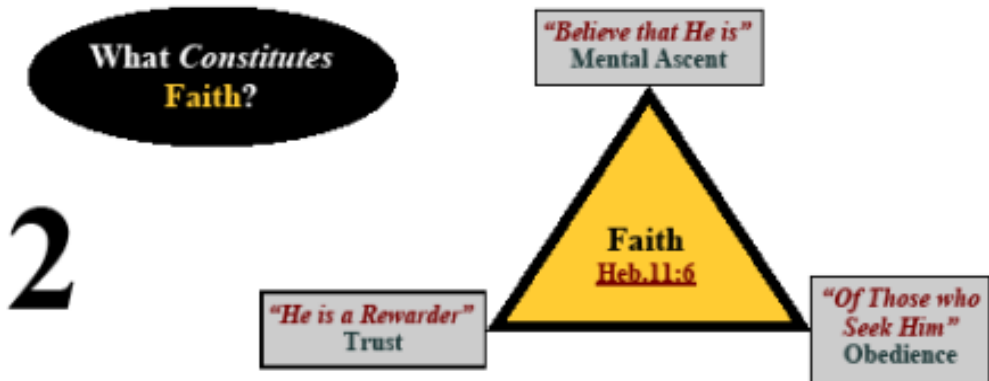 What Constitutes
Faith?
"Believe that He is"
Mental Ascent
2
Faith
Heb.11:6
"He is a Rewarder"
Trust
"Of Those who
Seek Him"
Obedience